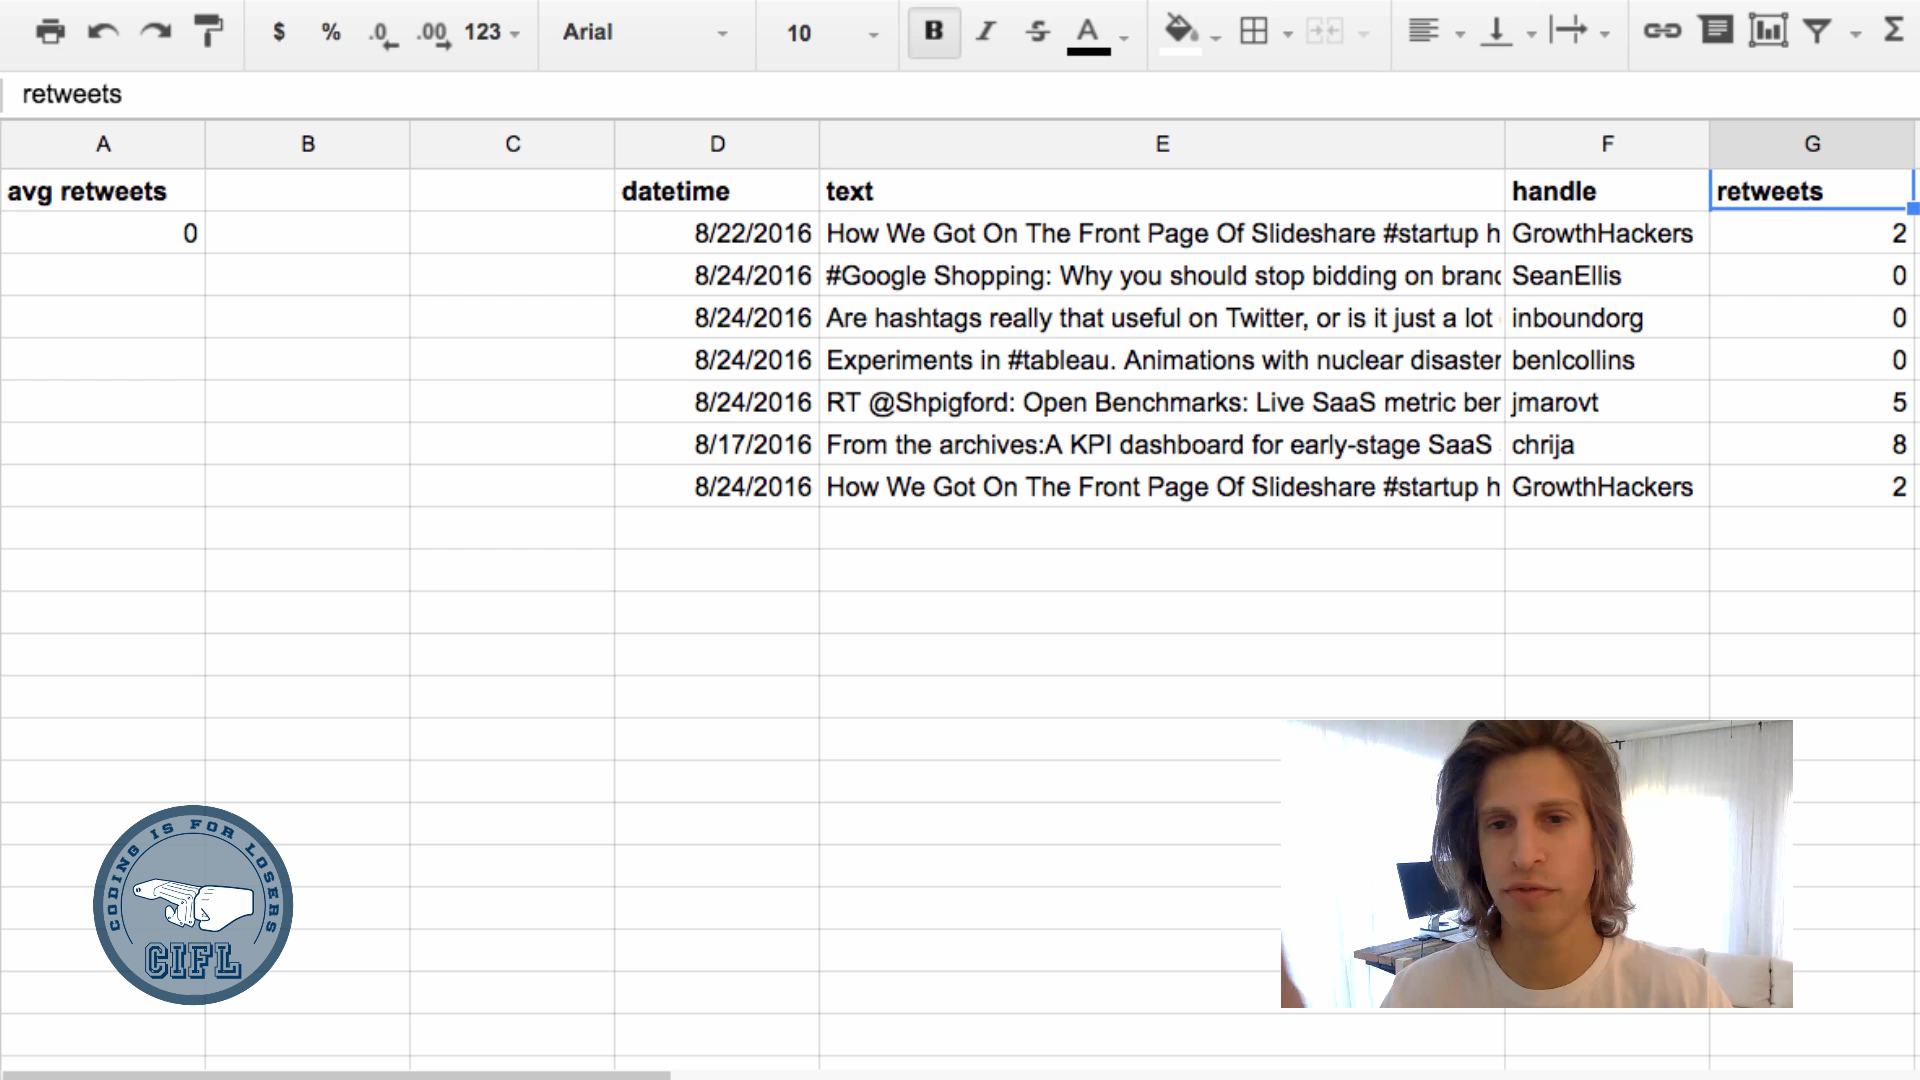 $ % .0 .00 123 Arial 10 B I S A Σ
retweets
A B C D E F G
avg retweets datetime text handle retweets
0 8/22/2016 How We Got On The Front Page Of Slideshare #startup h GrowthHackers 2
8/24/2016 #Google Shopping: Why you should stop bidding on branc SeanEllis 0
8/24/2016 Are hashtags really that useful on Twitter, or is it just a lot inboundorg 0
8/24/2016 Experiments in #tableau. Animations with nuclear disaster benlcollins 0
8/24/2016 RT @Shpigford: Open Benchmarks: Live SaaS metric ber jmarovt 5
8/17/2016 From the archives:A KPI dashboard for early-stage SaaS chrija 8
8/24/2016 How We Got On The Front Page Of Slideshare #startup h GrowthHackers 2
CODING IS FOR LOSERS
CIFL